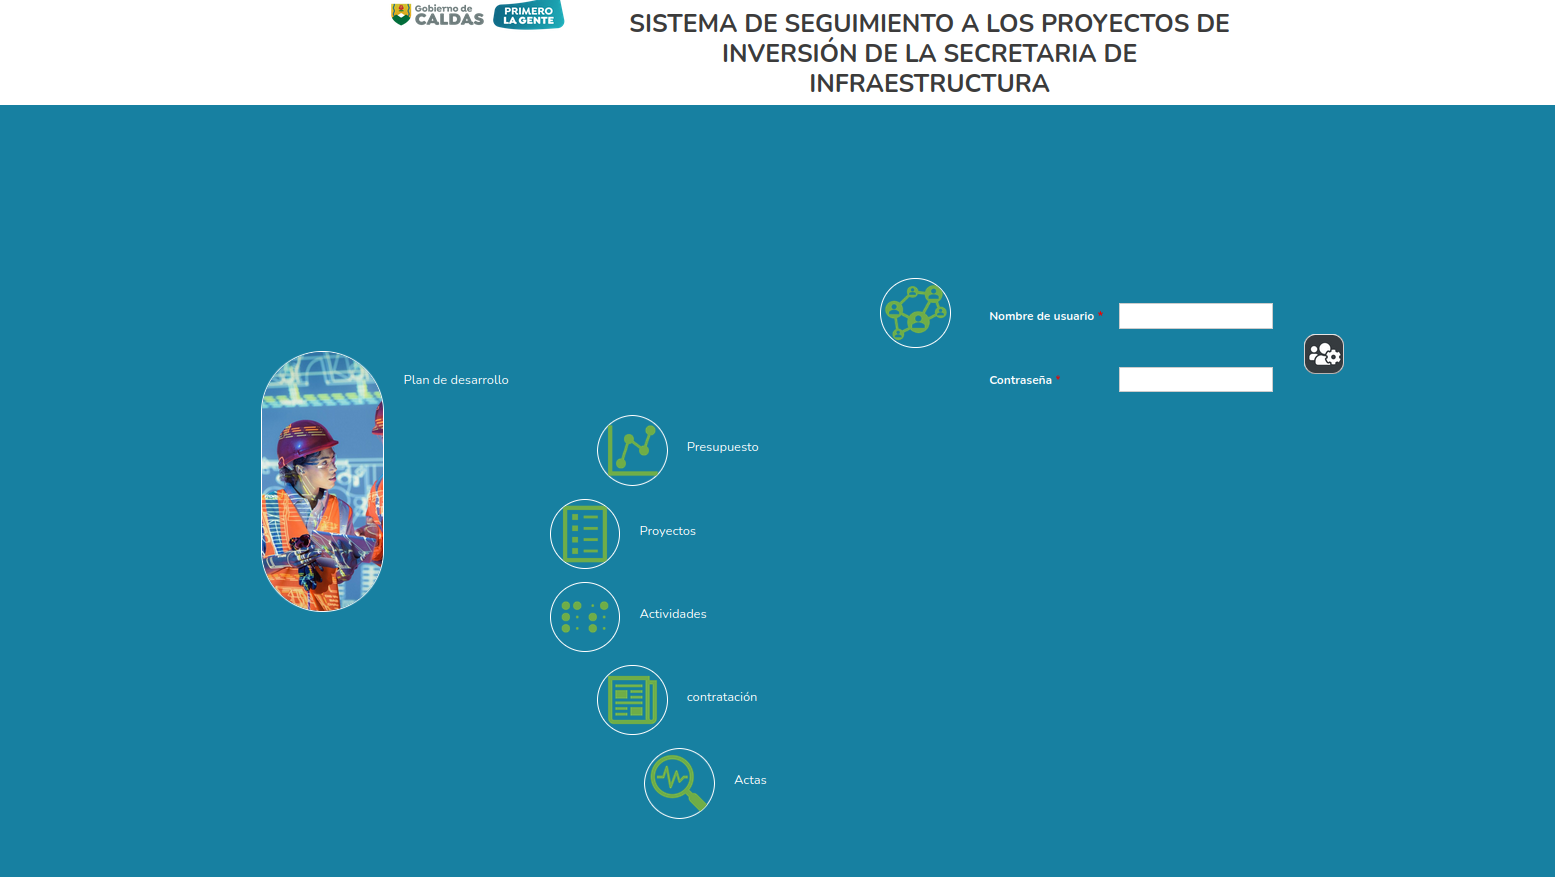 Gobierno de
CALDAS
PRIMERO
LA GENTE
SISTEMA DE SEGUIMIENTO A LOS PROYECTOS DE
INVERSIÓN DE LA SECRETARIA DE
INFRAESTRUCTURA
Nombre de usuario *
Contraseña *
Plan de desarrollo
Presupuesto
Proyectos
Actividades
contratación
Actas